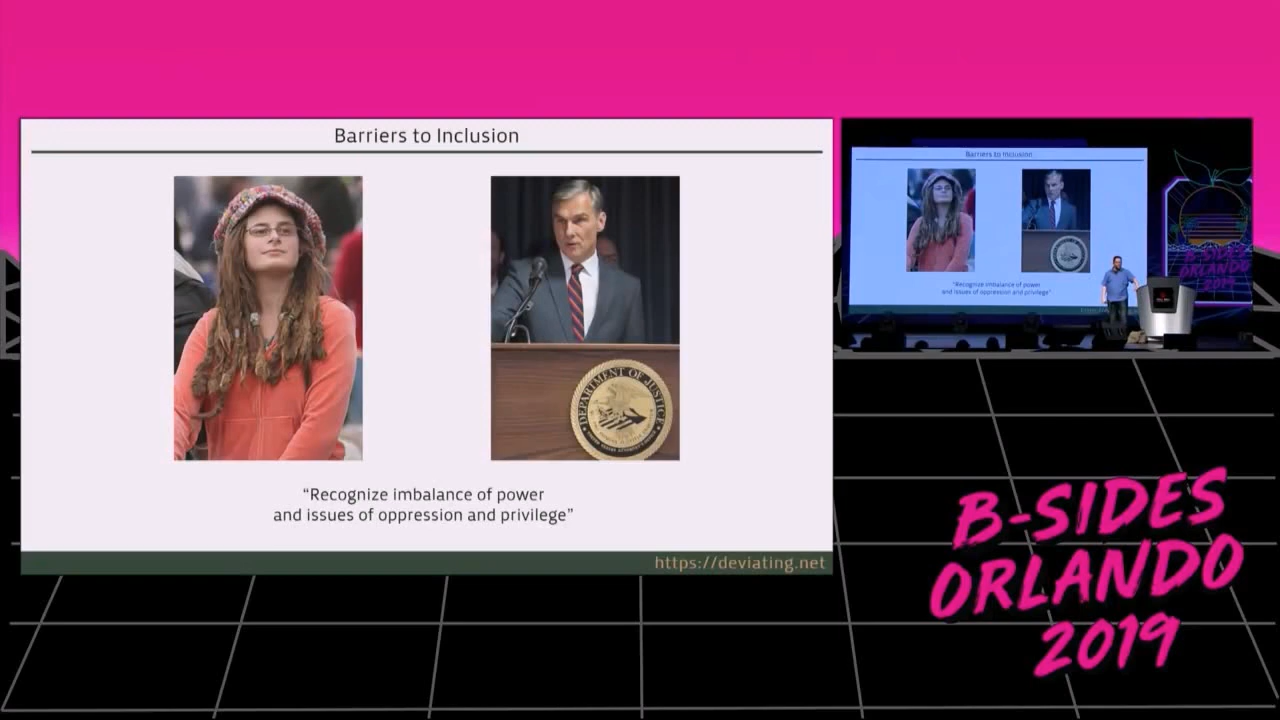 Barriers to Inclusion
DEPARTMENT OF JUSTICE
“Recognize imbalance of power
and issues of oppression and privilege”
https://deviating.net
Barriers to Inclusion
“Recognize imbalance of power
and issues of oppression and privilege”
B-SIDES
ORLANDO
2019
B-SIDES
ORLANDO
2019